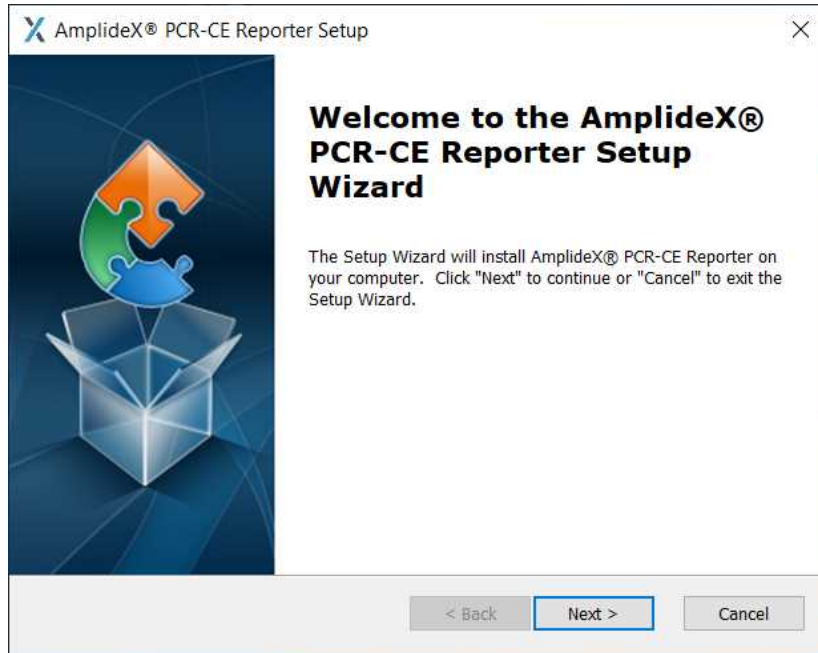 AmplideX® PCR-CE Reporter Setup
Welcome to the AmplideX®
PCR-CE Reporter Setup
Wizard
The Setup Wizard will install AmplideX® PCR-CE Reporter on
your computer. Click "Next" to continue or "Cancel" to exit the
Setup Wizard.
< Back
Next >
Cancel